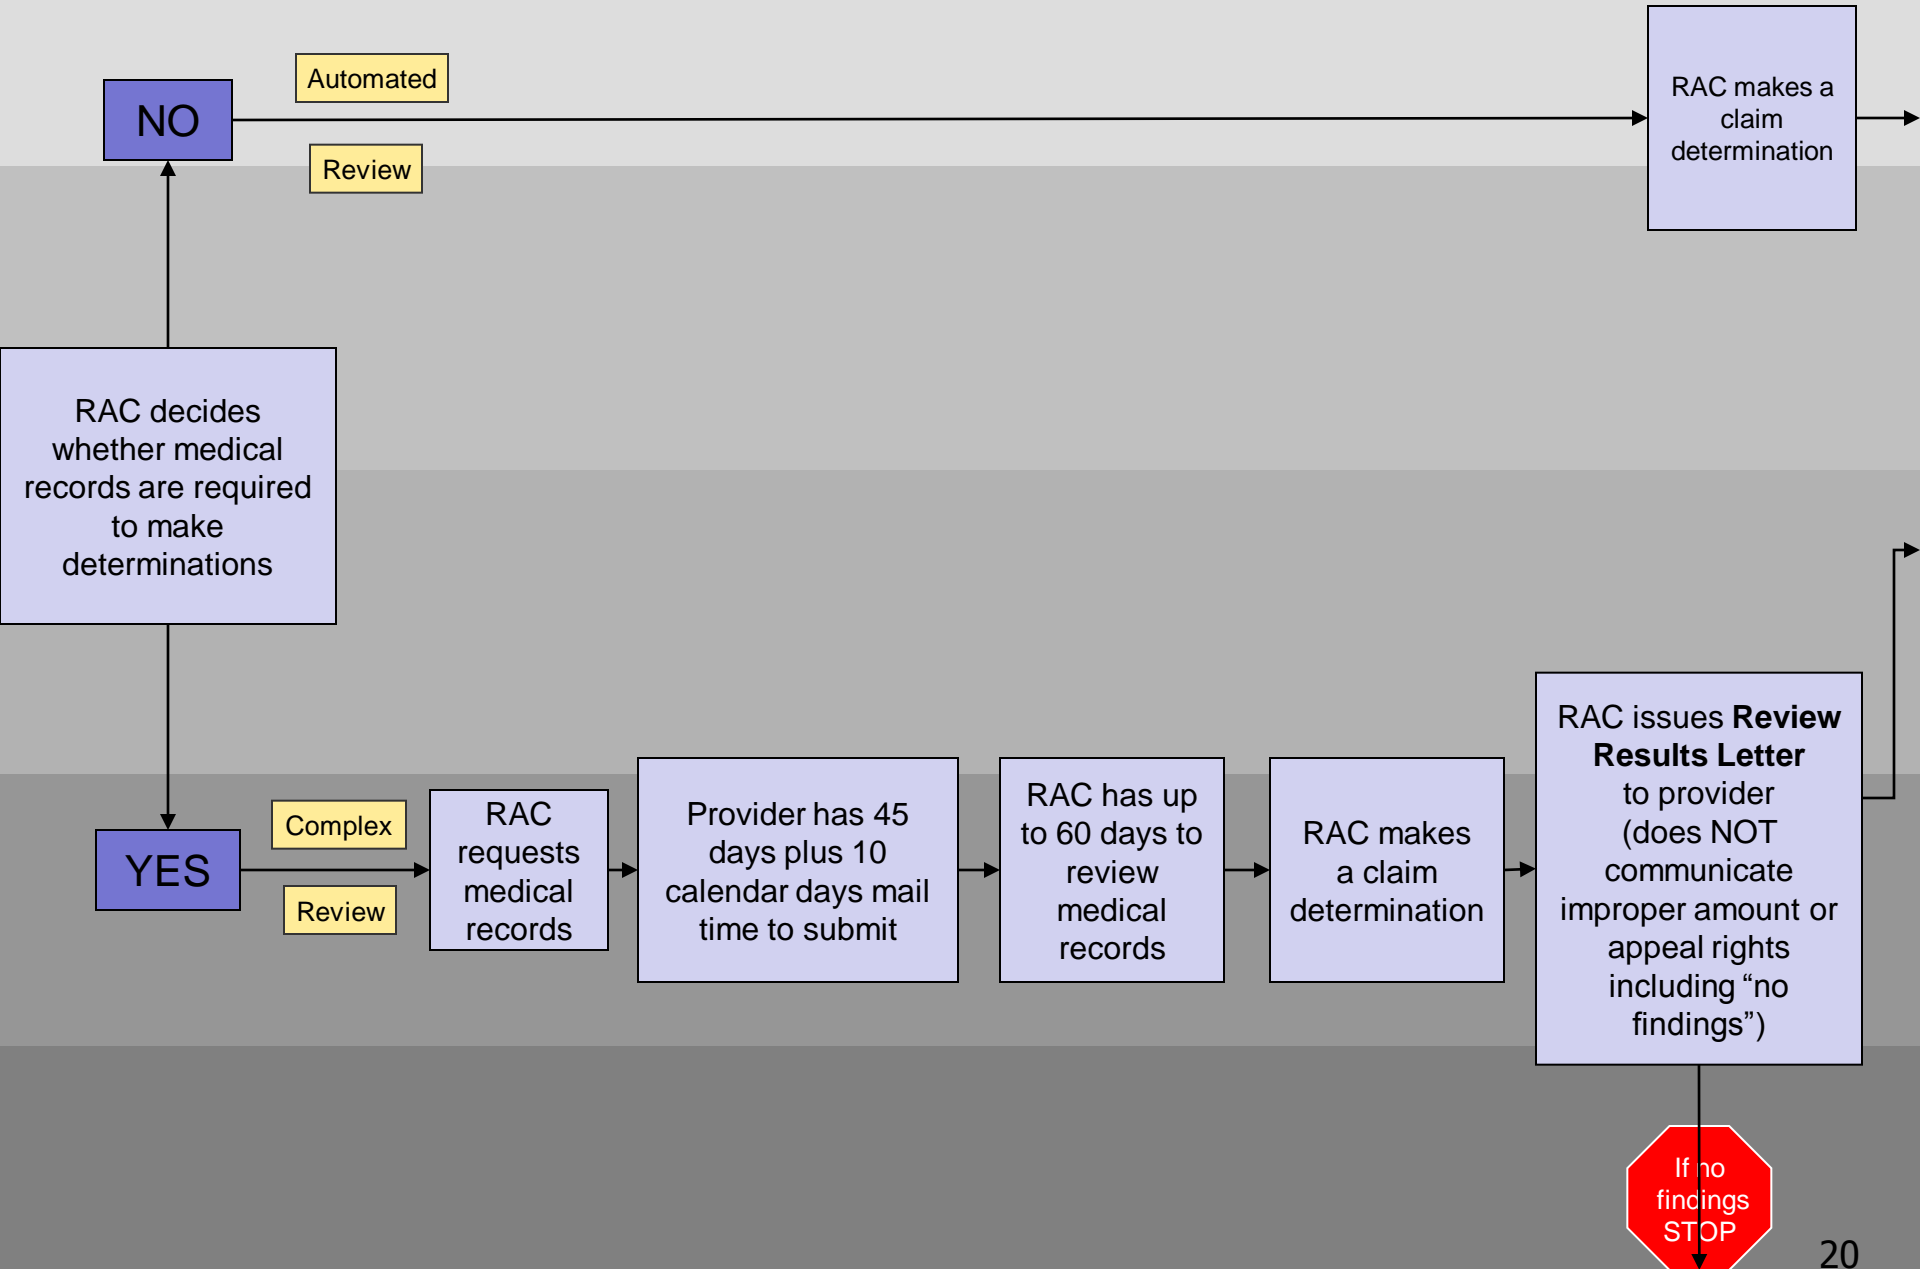 Automated
NO
Review
RAC makes a
claim
determination
RAC decides
whether medical
records are required
to make
determinations
YES
Complex
Review
RAC
requests
medical
records
Provider has 45
days plus 10
calendar days mail
time to submit
RAC has up
to 60 days to
review
medical
records
RAC makes
a claim
determination
RAC issues Review
Results Letter
to provider
(does NOT
communicate
improper amount or
appeal rights
including “no
findings”)
If no
findings
STOP
20